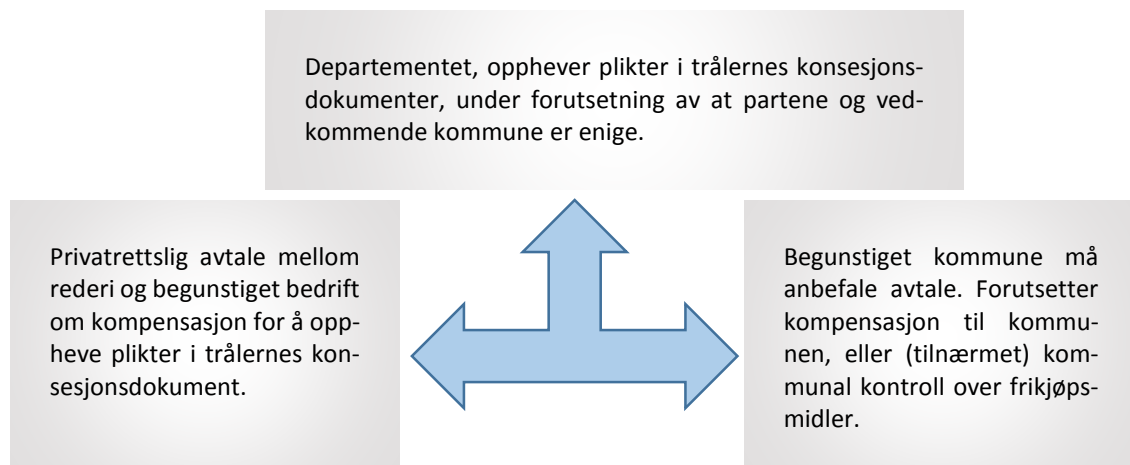 Departementet, opphever plikter i trålernes konsesjons-
dokumenter, under forutsetning av at partene og ved-
kommende kommune er enige.
Privatrettslig avtale mellom
rederi og begunstiget bedrift
om kompensasjon for å opp-
heve plikter i trålernes kon-
sesjonsdokument.
Begunstiget kommune må
anbefale avtale. Forutsetter
kompensasjon til kommu-
nen, eller (tilnærmet) kom-
munal kontroll over frikjøps-
midler.